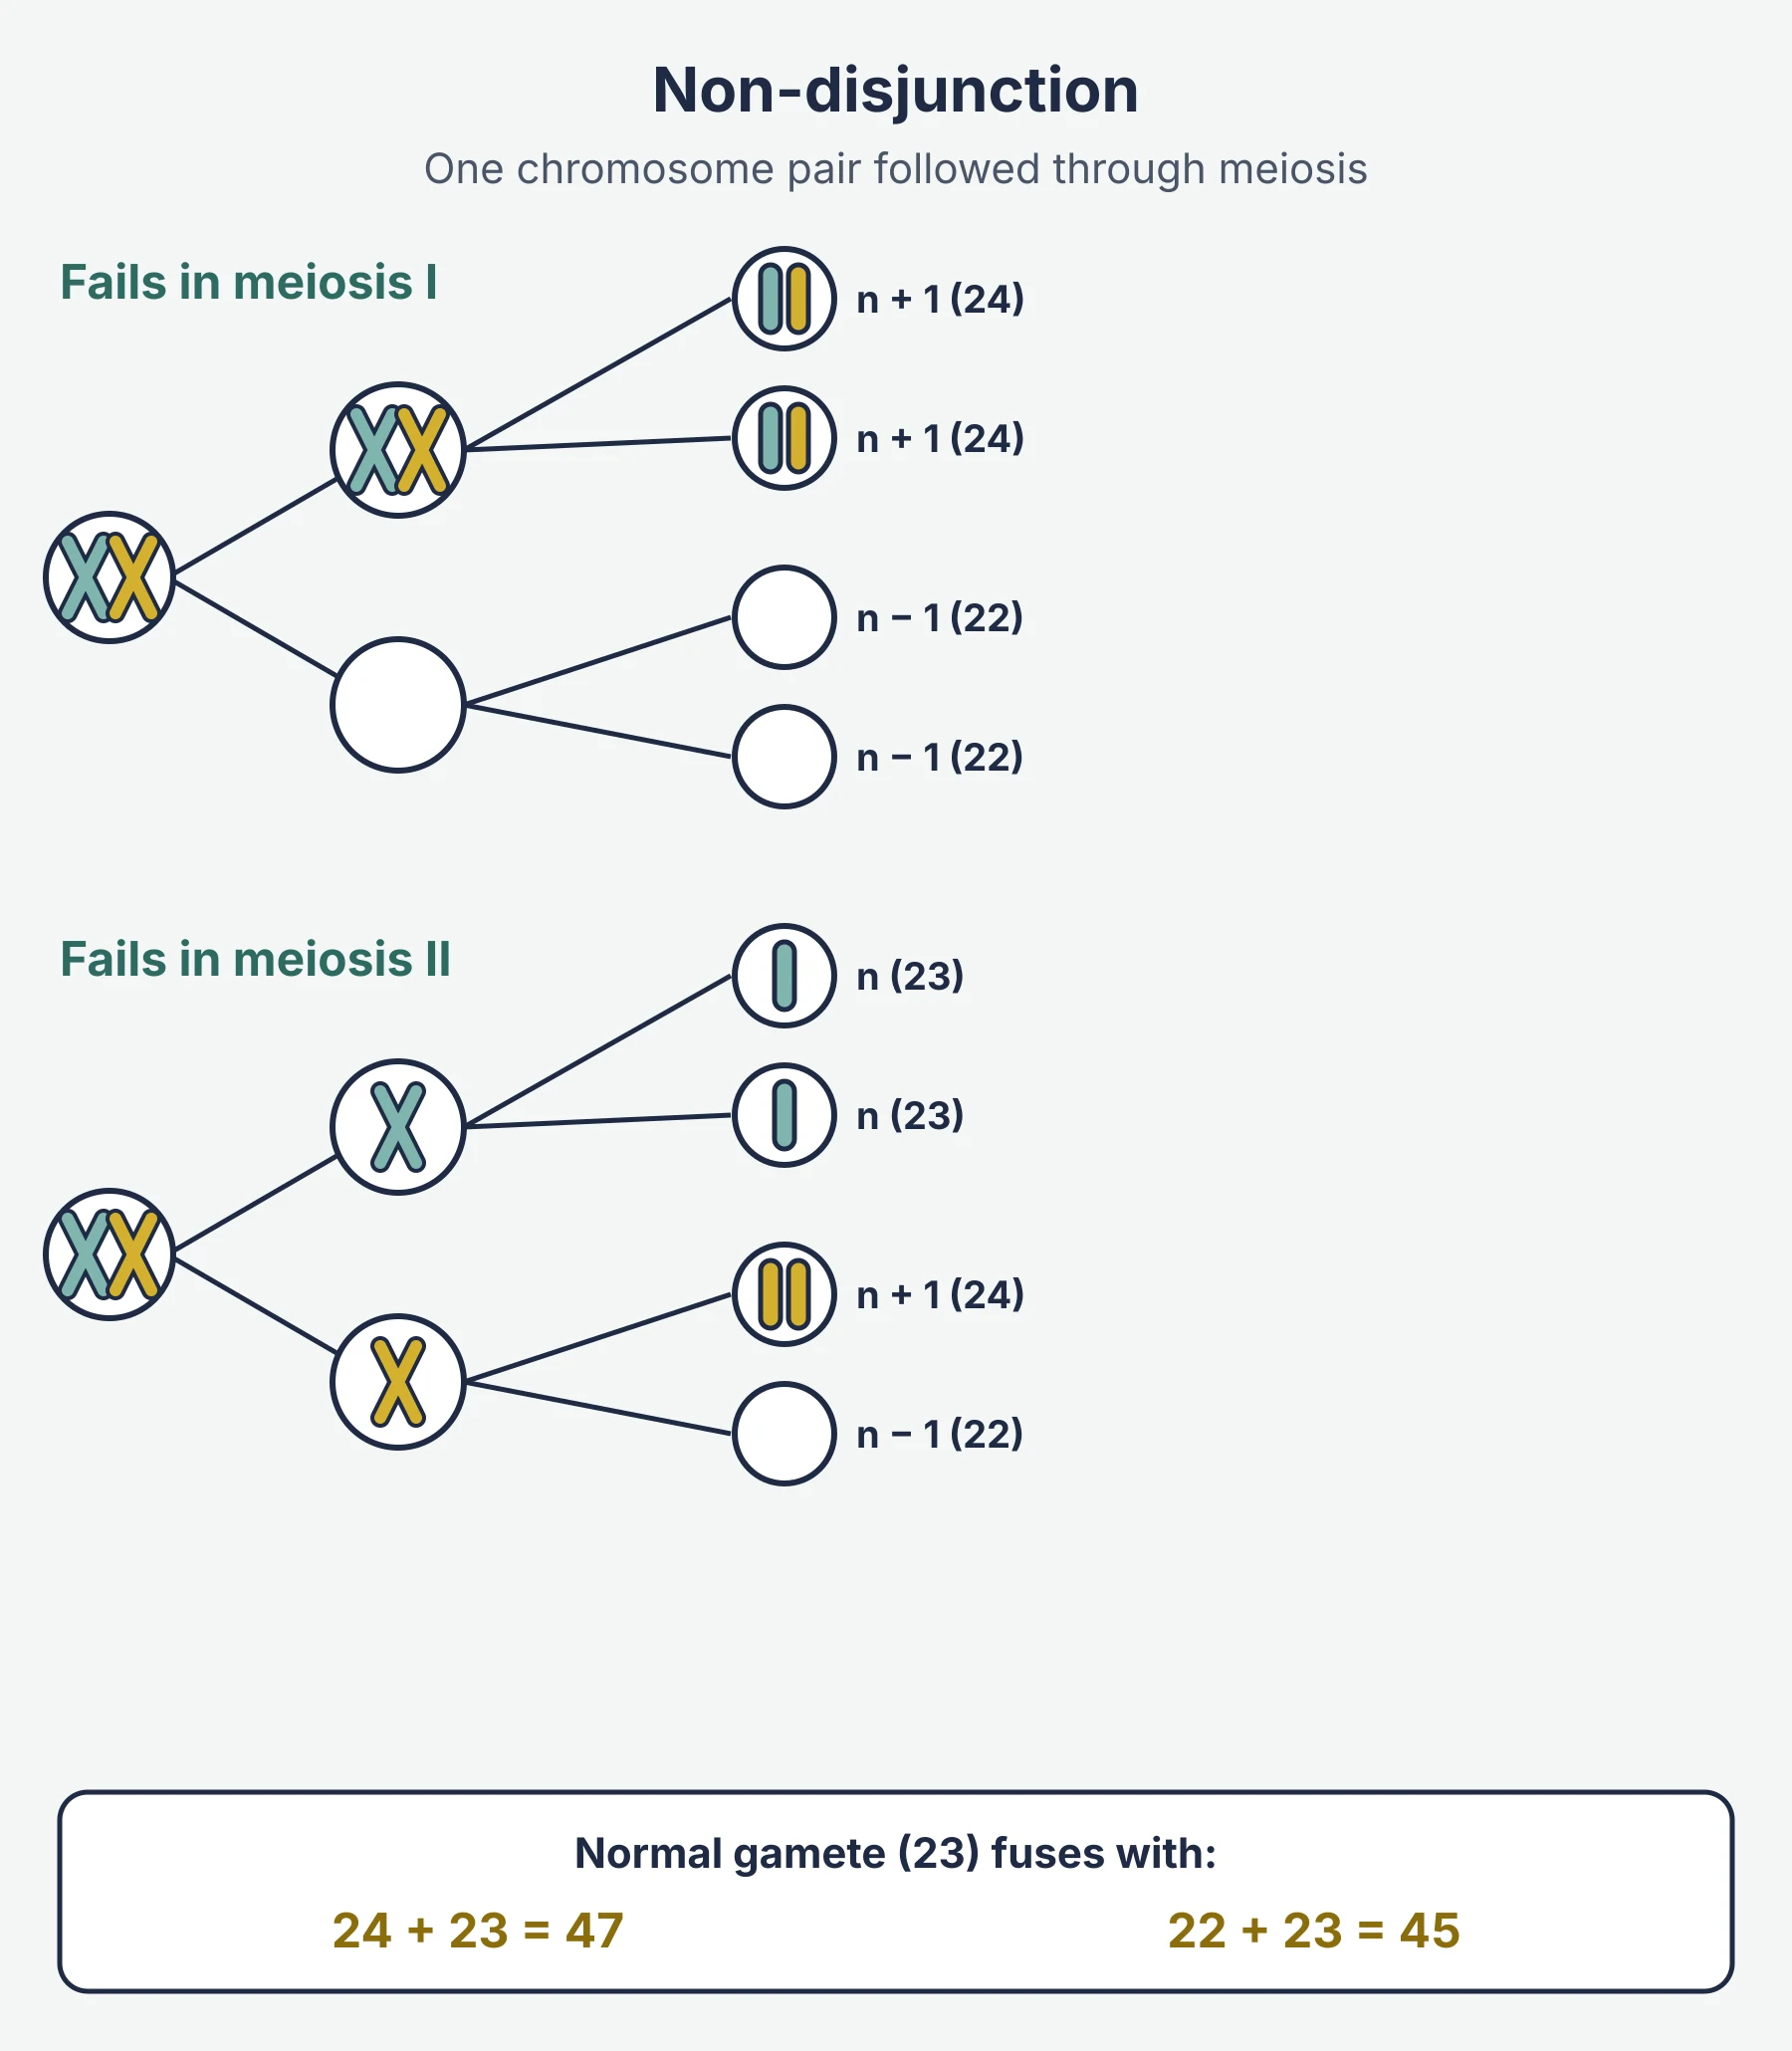 Non-disjunction
One chromosome pair followed through meiosis
Fails in meiosis I
n + 1 (24)
n + 1 (24)
n − 1 (22)
n − 1 (22)
Fails in meiosis II
n (23)
n (23)
n + 1 (24)
n − 1 (22)
Normal gamete (23) fuses with:
24 + 23 = 47
22 + 23 = 45